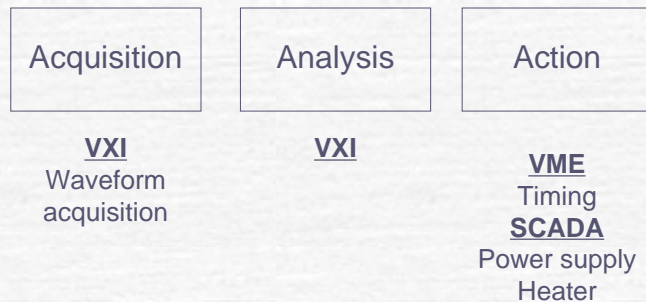 Acquisition
VXI
Waveform
acquisition
Analysis
VXI
Action
VME
Timing
SCADA
Power supply
Heater